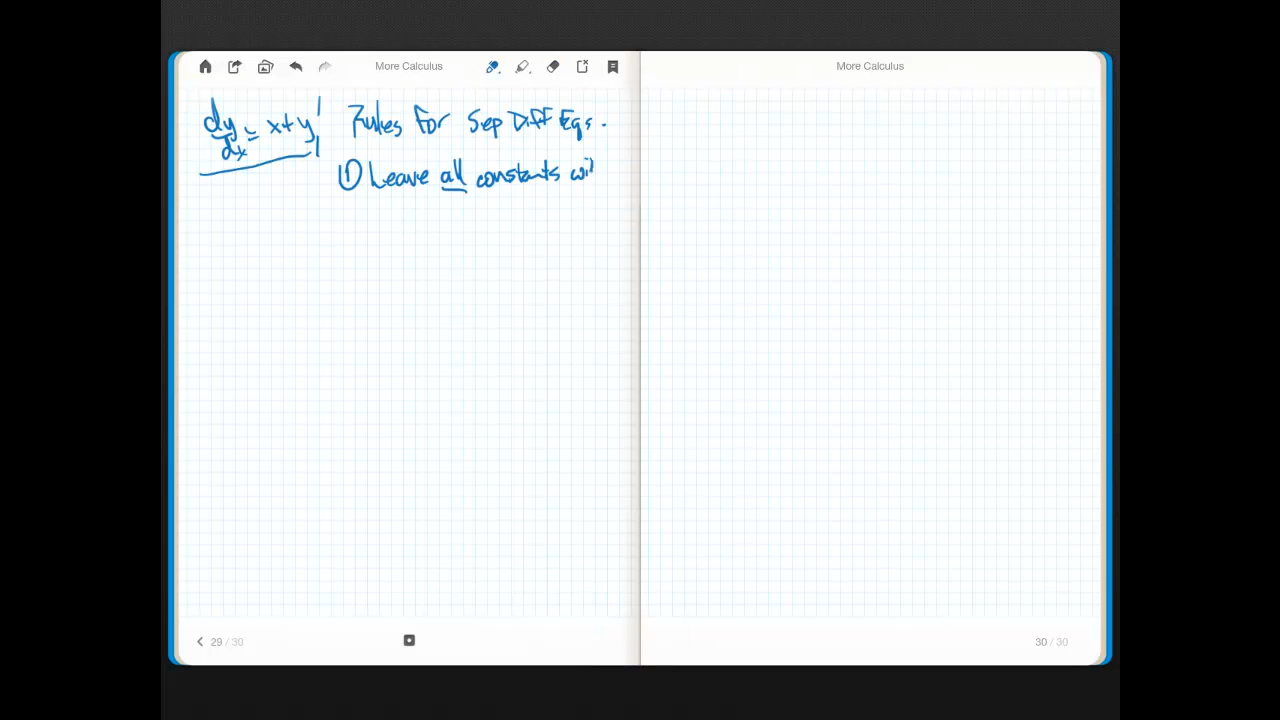 More Calculus
More Calculus
dy/dx = x+y
Rules For Sep Diff Eqs.
① Leave all constants wi
29 / 30
30 / 30